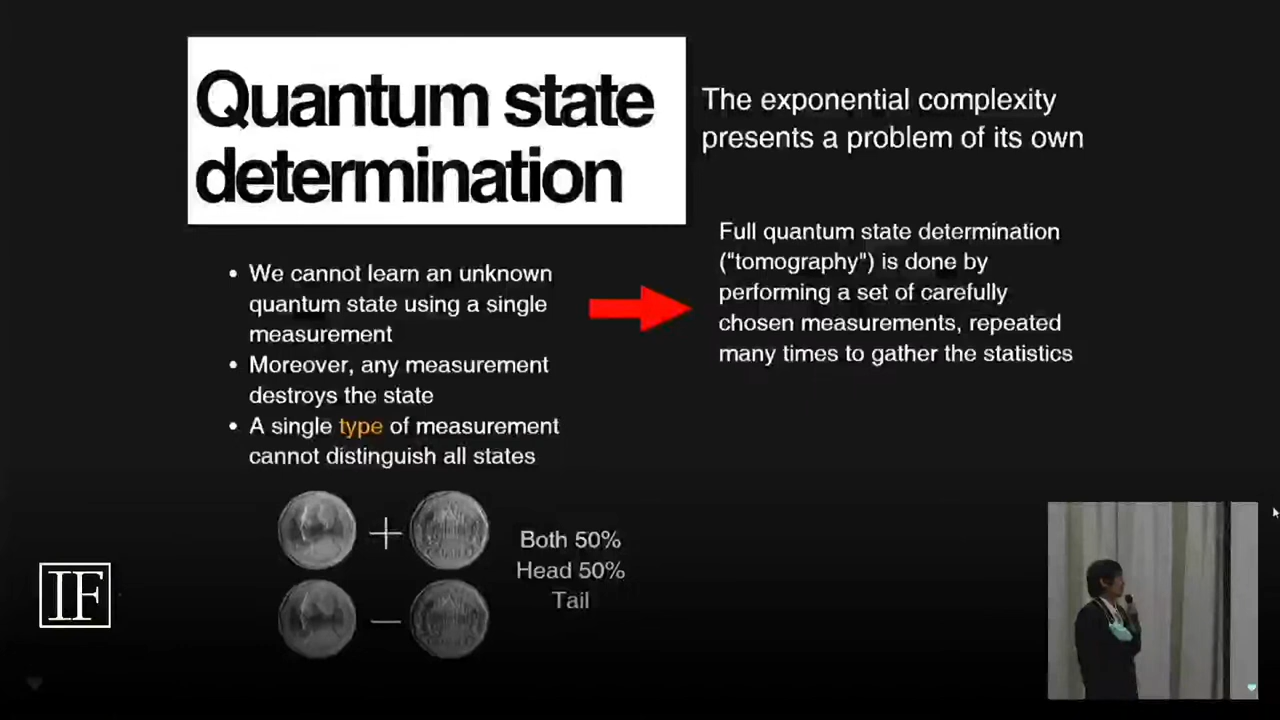 Quantum state
determination
The exponential complexity
presents a problem of its own
• We cannot learn an unknown
quantum state using a single
measurement
• Moreover, any measurement
destroys the state
• A single type of measurement
cannot distinguish all states
Full quantum state determination
("tomography") is done by
performing a set of carefully
chosen measurements, repeated
many times to gather the statistics
+
Both 50%
Head 50%
Tail
−
IF